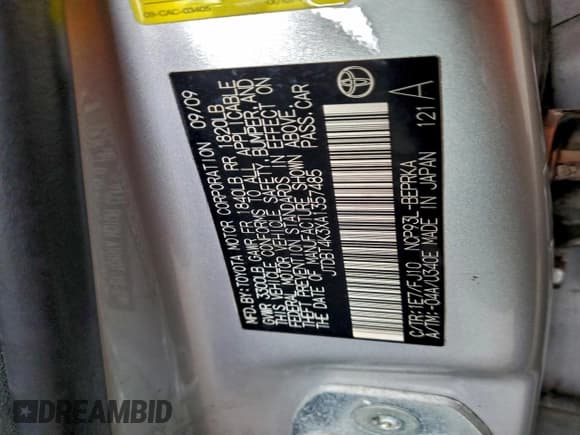 MFD.BY:TOYOTA MOTOR CORPORATION 09/09
GVWR 3300LB GAWR FR 1840LB RR 1820LB
THIS VEHICLE CONFORMS TO ALL APPLICABLE
FEDERAL MOTOR VEHICLE SAFETY, BUMPER, AND
THEFT PREVENTION STANDARDS IN EFFECT ON
THE DATE OF MANUFACTURE SHOWN ABOVE.
JTDBT4K3XA1357485 PASS.CAR
C/TR:1E7/FJ10 NCP93L-BEPRKA
A/TM:-04A/U340E MADE IN JAPAN 121 A
DREAMBID